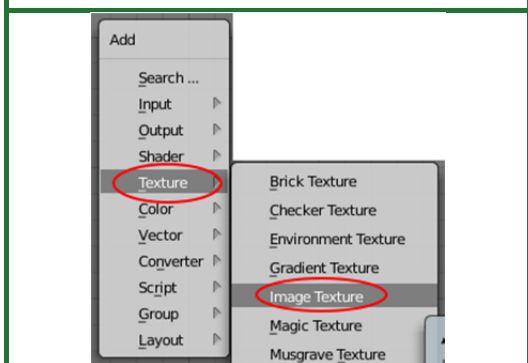 Add
Search ...
Input
Output
Shader
Texture
Color
Vector
Converter
Script
Group
Layout
Brick Texture
Checker Texture
Environment Texture
Gradient Texture
Image Texture
Magic Texture
Musgrave Texture